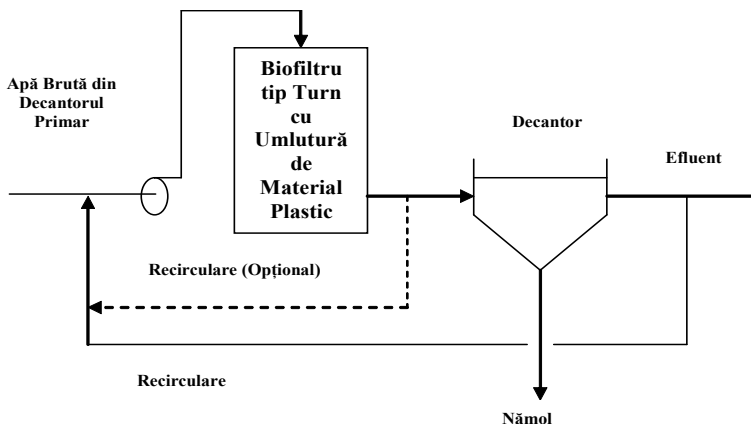 Apă Brută din
Decantorul
Primar
Biofiltru
tip Turn
cu
Umlutură
de
Material
Plastic
Decantor
Efluent
Recirculare (Opțional)
Recirculare
Nămol